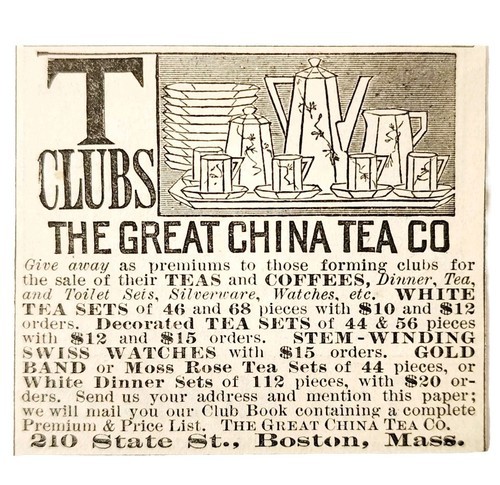 T
CLUBS
THE GREAT CHINA TEA CO
Give away as premiums to those forming clubs for
the sale of their TEAS and COFFEES, Dinner, Tea,
and Toilet Sets, Silverware, Watches, etc. WHITE
TEA SETS of 46 and 68 pieces with $10 and $12
orders. Decorated TEA SETS of 44 & 56 pieces
with $12 and $15 orders. STEM-WINDING
SWISS WATCHES with $15 orders. GOLD
BAND or Moss Rose Tea Sets of 44 pieces, or
White Dinner Sets of 112 pieces, with $20 or-
ders. Send us your address and mention this paper;
we will mail you our Club Book containing a complete
Premium & Price List. THE GREAT CHINA TEA CO.
210 State St., Boston, Mass.